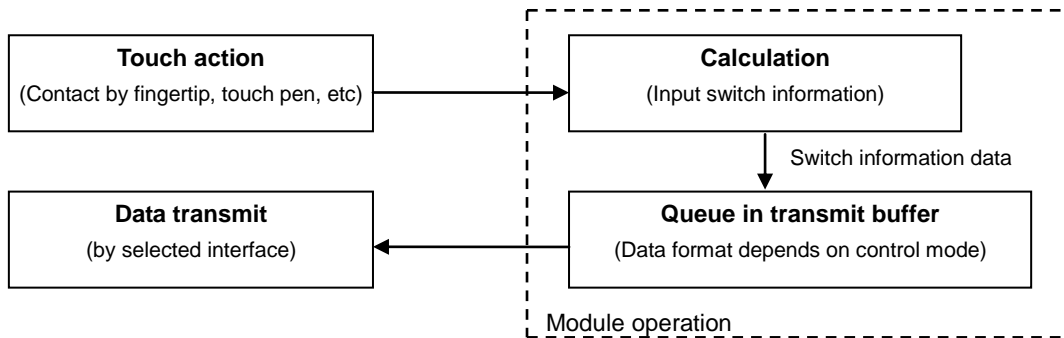 Touch action
(Contact by fingertip, touch pen, etc)
Calculation
(Input switch information)
Switch information data
Data transmit
(by selected interface)
Queue in transmit buffer
(Data format depends on control mode)
Module operation